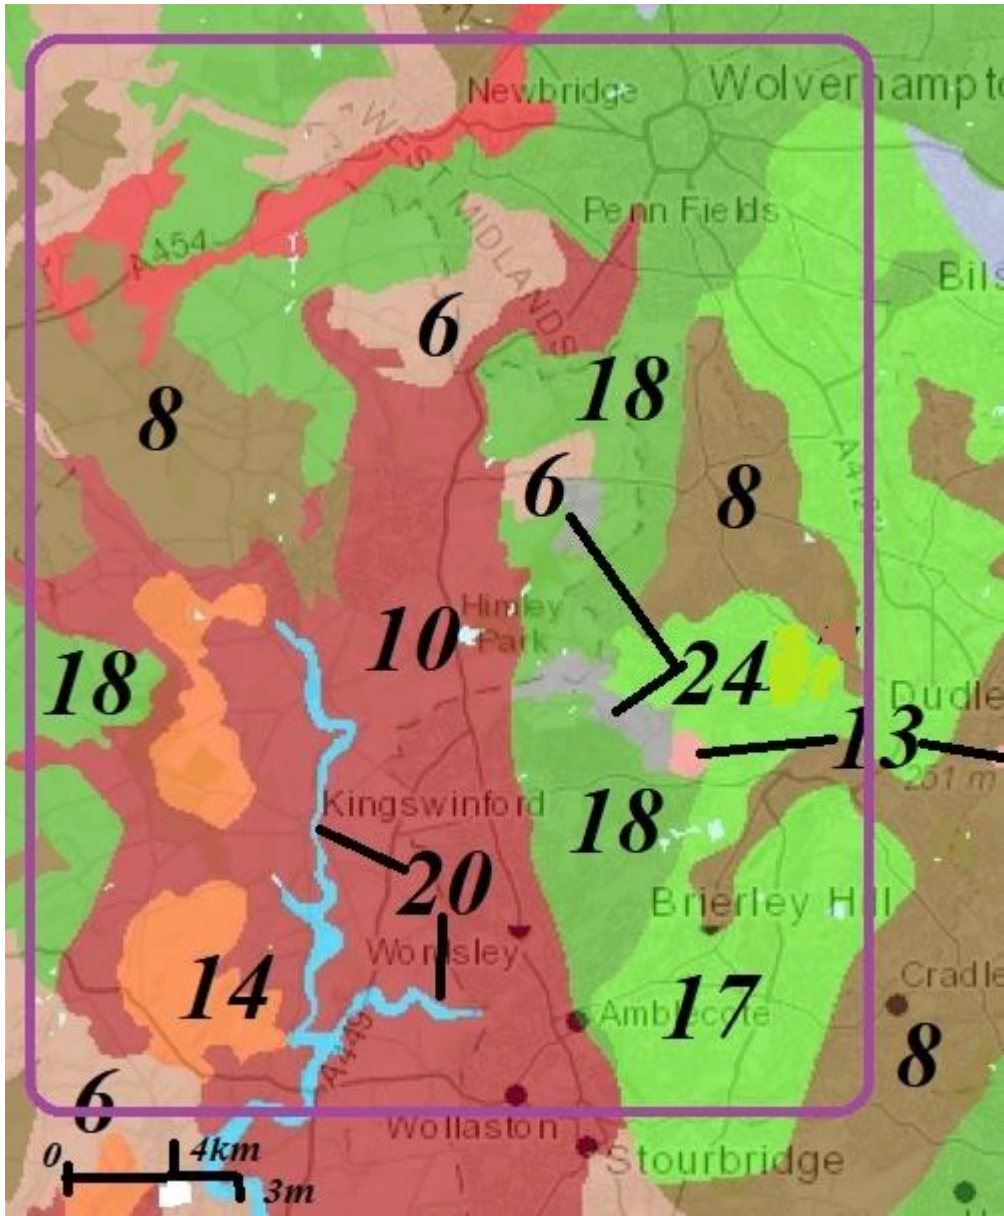 Wolverhampto
Newbridge
WEST MIDLANDS
Penn Fields
A454
Bils
6
18
8
6
8
A4123
Himley
Park
10
18
24
Dudle
13
251 m
Kingswinford
18
20
Brierley Hill
Wordsley
14
Cradle
17
Amblecote
A449
8
6
Wollaston
Stourbridge
0
4km
3m